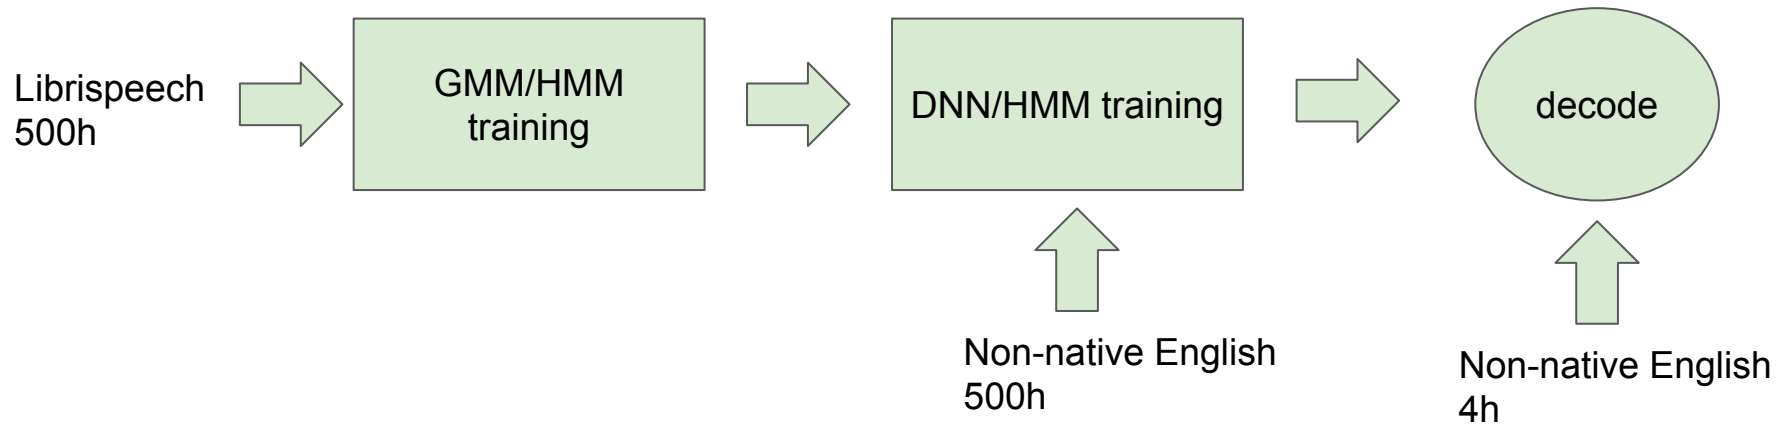 Librispeech
500h
GMM/HMM
training
DNN/HMM training
decode
Non-native English
500h
Non-native English
4h